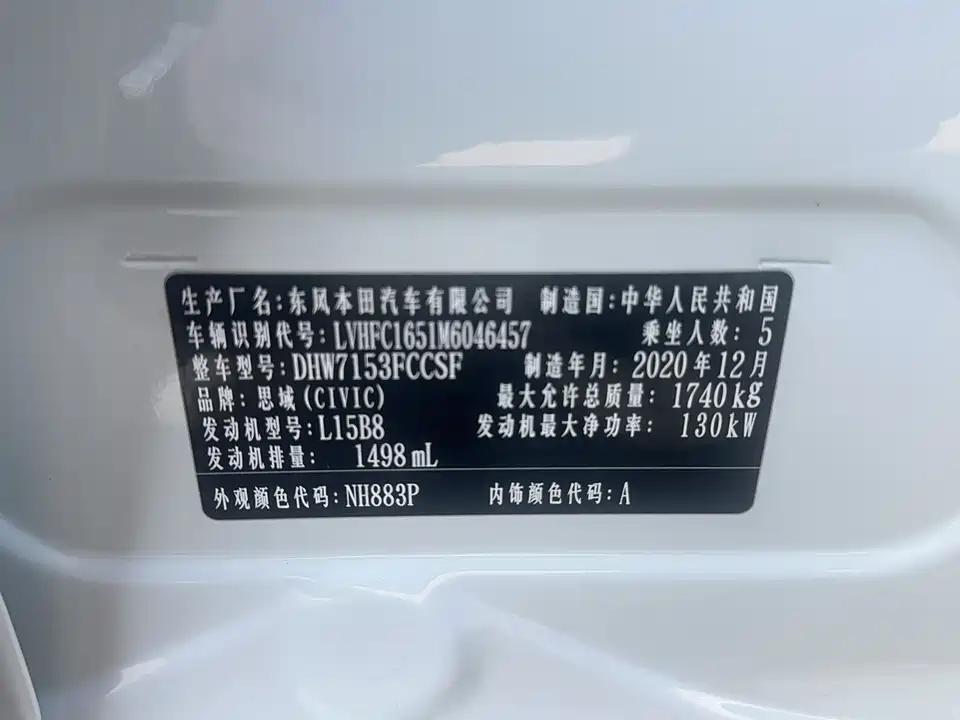 生产厂名:东风本田汽车有限公司 制造国:中华人民共和国
车辆识别代号:LVHFC1651M6046457 乘坐人数: 5
整车型号:DHW7153FCCSF 制造年月: 2020年12月
品牌: 思域(CIVIC) 最大允许总质量: 1740kg
发动机型号:L15B8 发动机最大净功率: 130kW
发动机排量: 1498mL
外观颜色代码:NH883P 内饰颜色代码:A